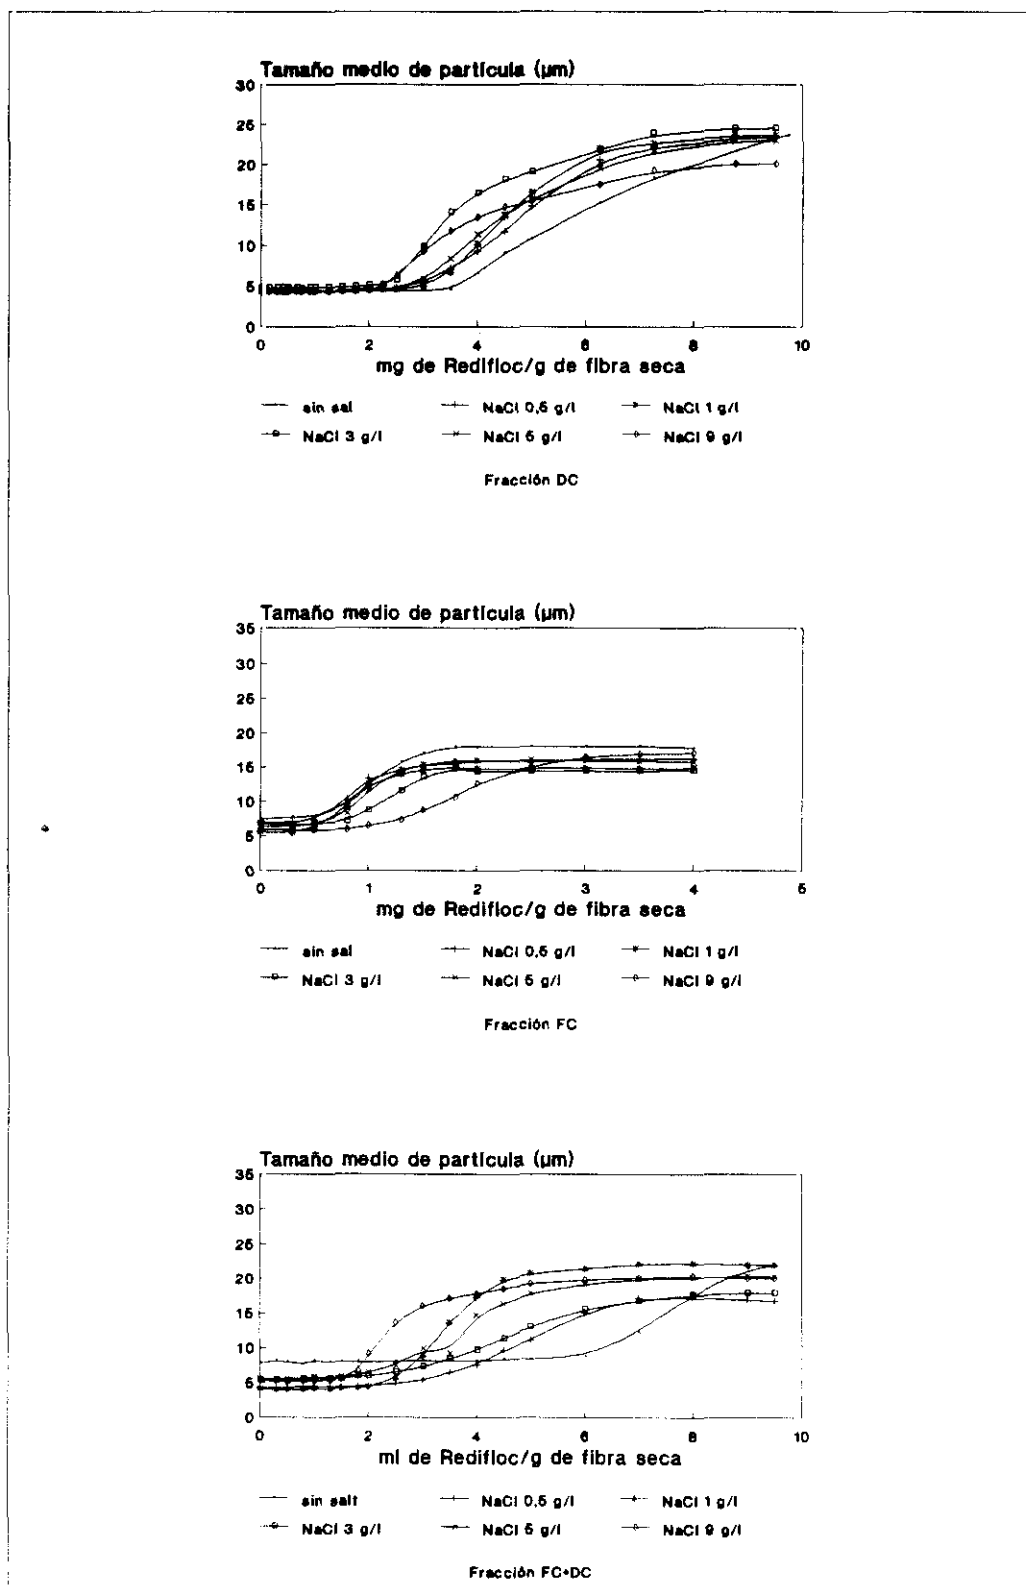 Tamaño medio de partícula (µm)
30
25
20
15
10
5
0
0 2 4 6 8 10
mg de Redifloc/g de fibra seca
sin sal NaCl 0,5 g/l NaCl 1 g/l
NaCl 3 g/l NaCl 5 g/l NaCl 9 g/l
Fracción DC
Tamaño medio de partícula (µm)
35
30
25
20
15
10
5
0
0 1 2 3 4 5
mg de Redifloc/g de fibra seca
sin sal NaCl 0,5 g/l NaCl 1 g/l
NaCl 3 g/l NaCl 5 g/l NaCl 9 g/l
Fracción FC
Tamaño medio de partícula (µm)
35
30
25
20
15
10
5
0
0 2 4 6 8 10
ml de Redifloc/g de fibra seca
sin salt NaCl 0,5 g/l NaCl 1 g/l
NaCl 3 g/l NaCl 5 g/l NaCl 9 g/l
Fracción FC+DC